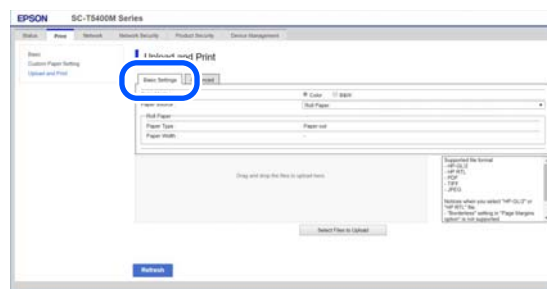 EPSON SC-T5400M Series
Status Print Network Network Security Product Security Device Management
Basic
Custom Paper Setting
Upload and Print
Upload and Print
Basic Settings
Color B&W
Roll Paper
Roll Paper
Paper Type Paper out
Paper Width -
Drag and drop the files to upload here.
Supported file format
- HP-GL/2
- HP RTL
- PDF
- TIFF
- JPEG
Notices when you select "HP-GL/2" or
"HP RTL" file.
- "Borderless" setting in "Page Margins
option" is not supported.
Select Files to Upload
Refresh